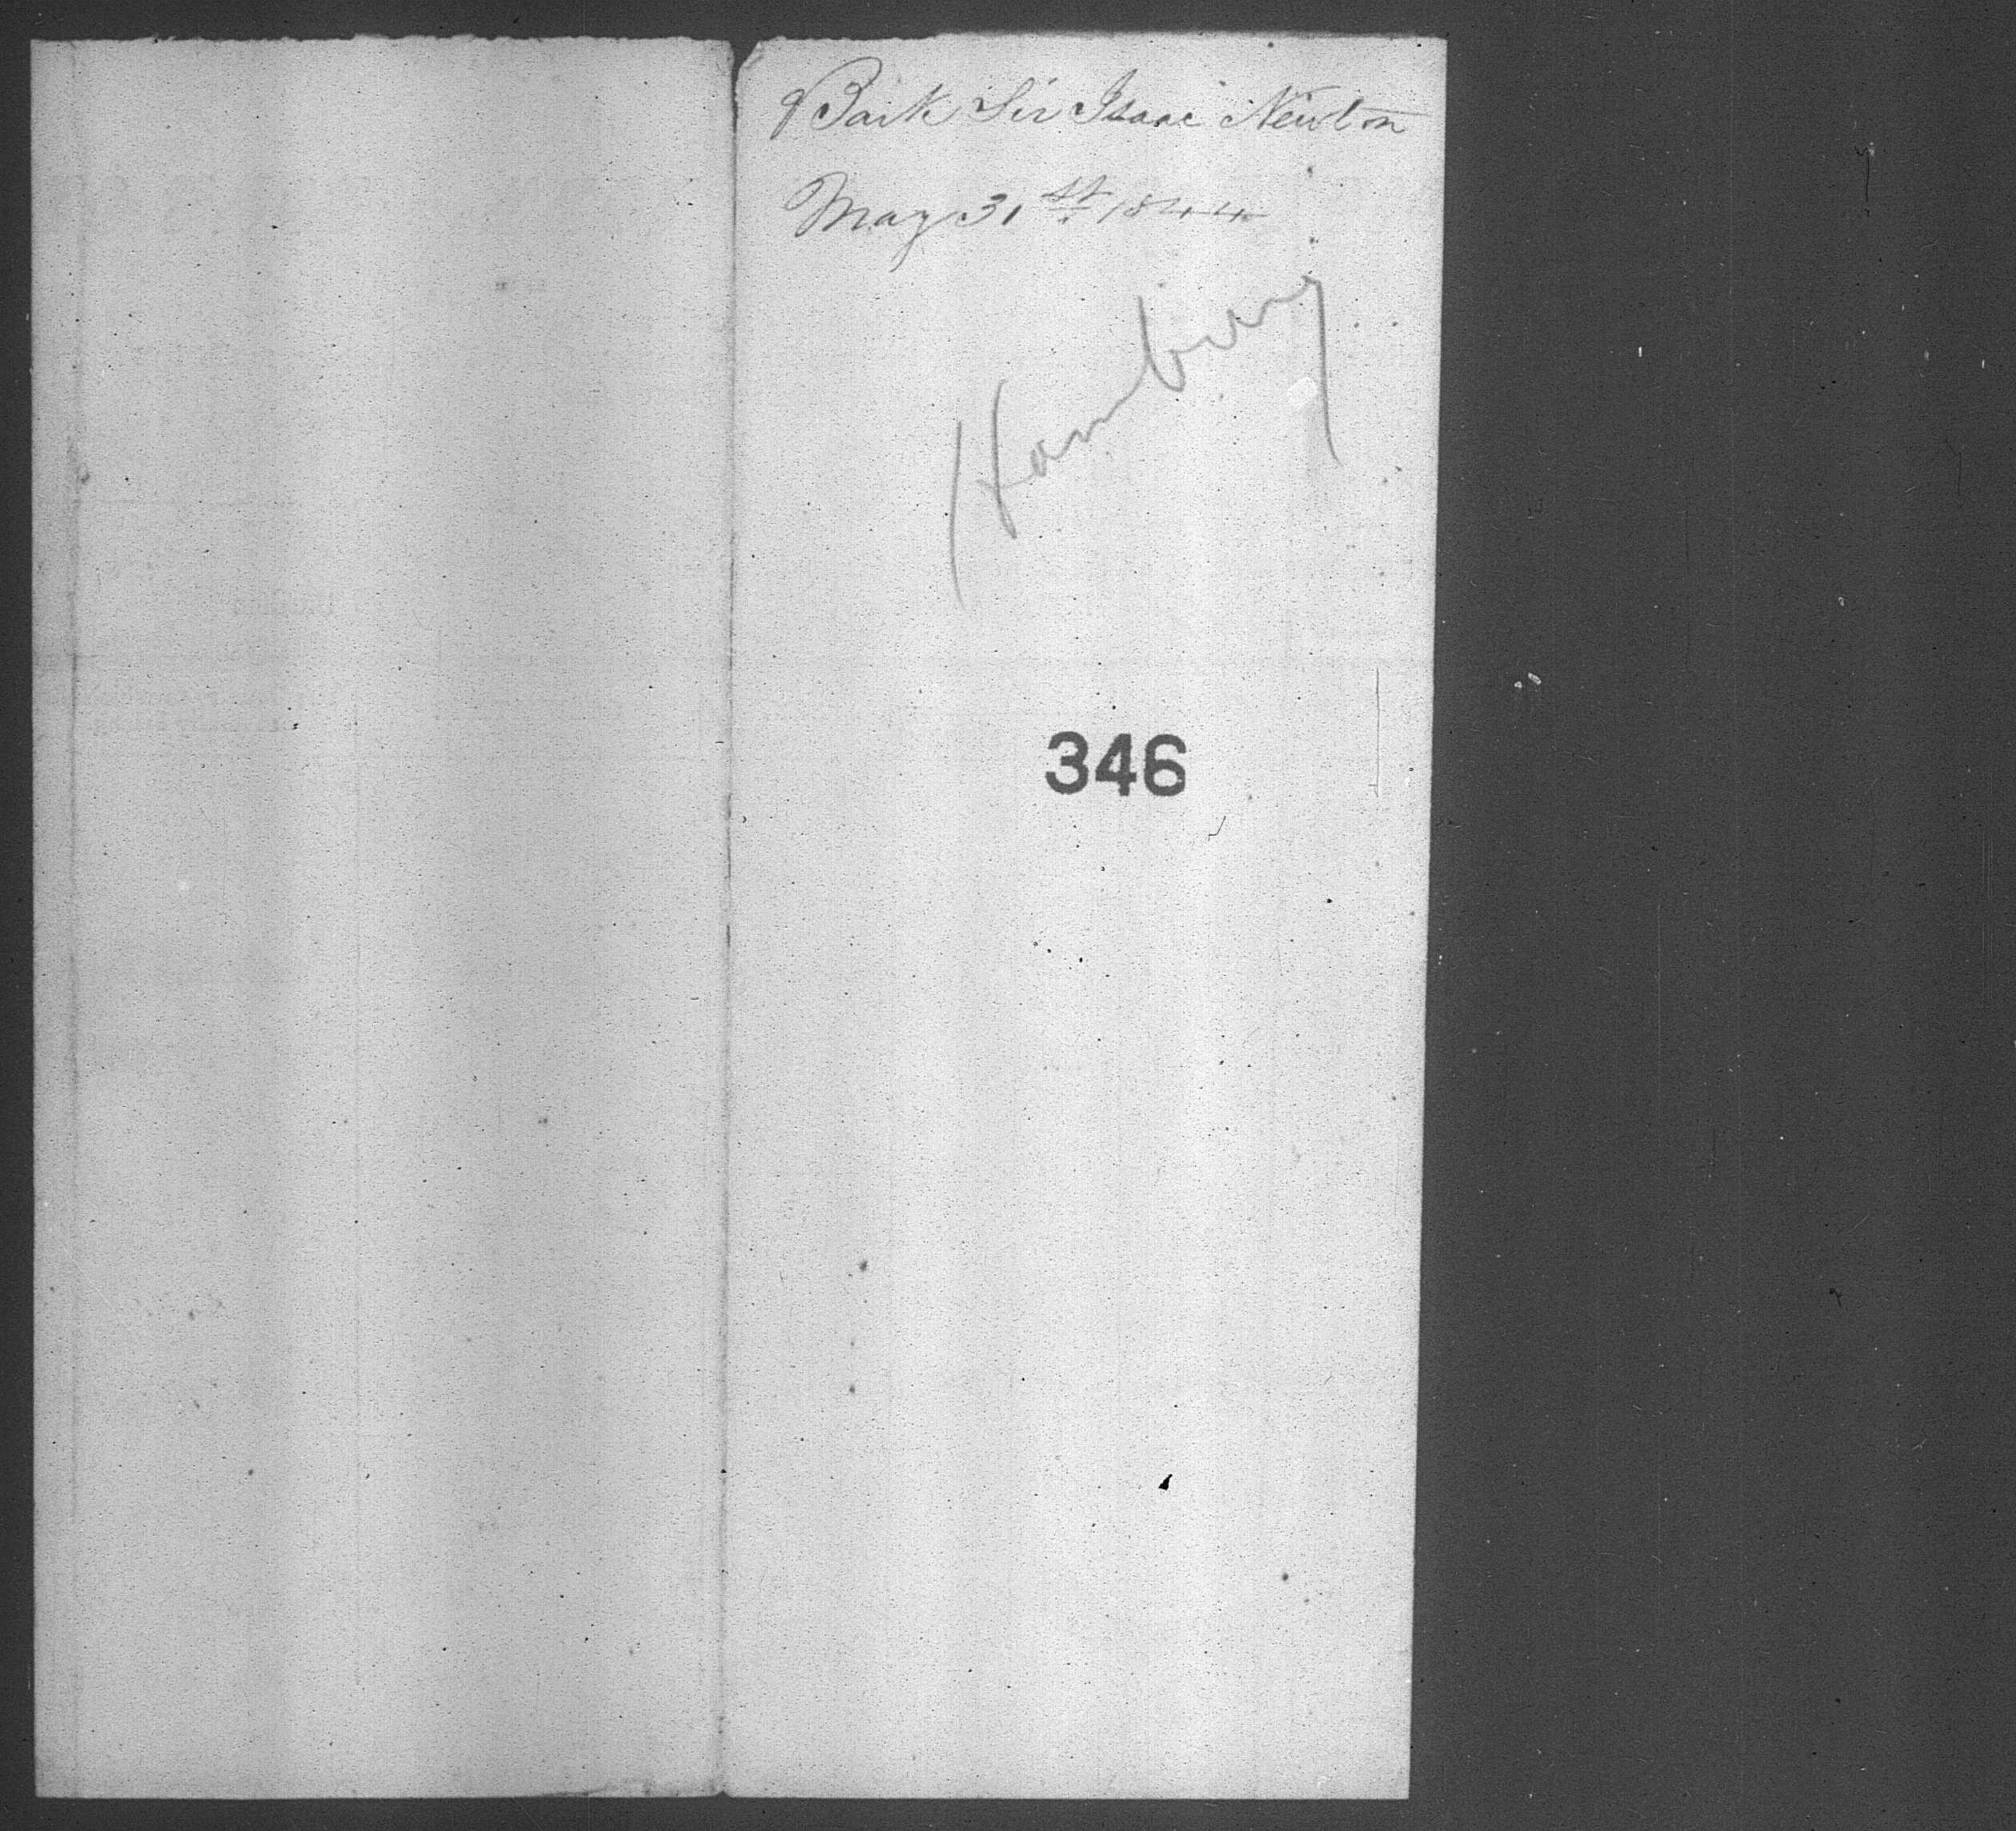 Bark Sir Isaac Newton
May 31st 1844
Hamburg
346